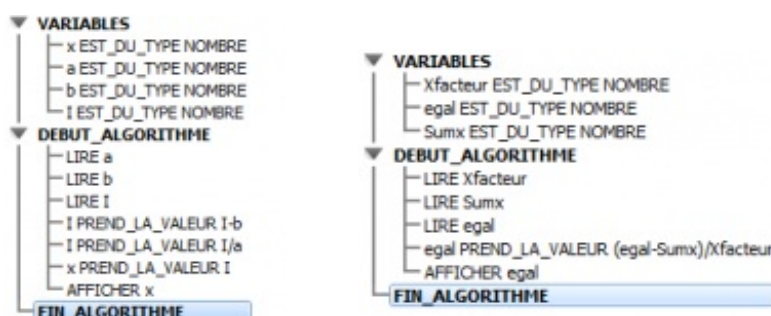 VARIABLES
x EST_DU_TYPE NOMBRE
a EST_DU_TYPE NOMBRE
b EST_DU_TYPE NOMBRE
I EST_DU_TYPE NOMBRE
DEBUT_ALGORITHME
LIRE a
LIRE b
LIRE I
I PREND_LA_VALEUR I-b
I PREND_LA_VALEUR I/a
x PREND_LA_VALEUR I
AFFICHER x
FIN_ALGORITHME
VARIABLES
Xfacteur EST_DU_TYPE NOMBRE
egal EST_DU_TYPE NOMBRE
Sumx EST_DU_TYPE NOMBRE
DEBUT_ALGORITHME
LIRE Xfacteur
LIRE Sumx
LIRE egal
egal PREND_LA_VALEUR (egal-Sumx)/Xfacteur
AFFICHER egal
FIN_ALGORITHME